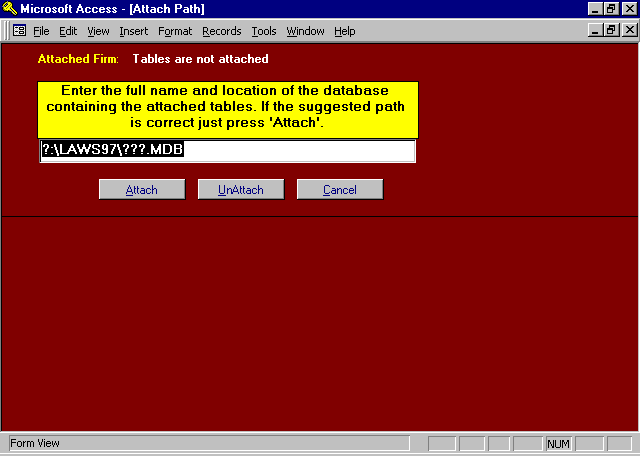 Microsoft Access - [Attach Path]
File Edit View Insert Format Records Tools Window Help
Attached Firm: Tables are not attached
Enter the full name and location of the database
containing the attached tables. If the suggested path
is correct just press 'Attach'.
?:\LAWS97\???.MDB
Attach UnAttach Cancel
Form View NUM